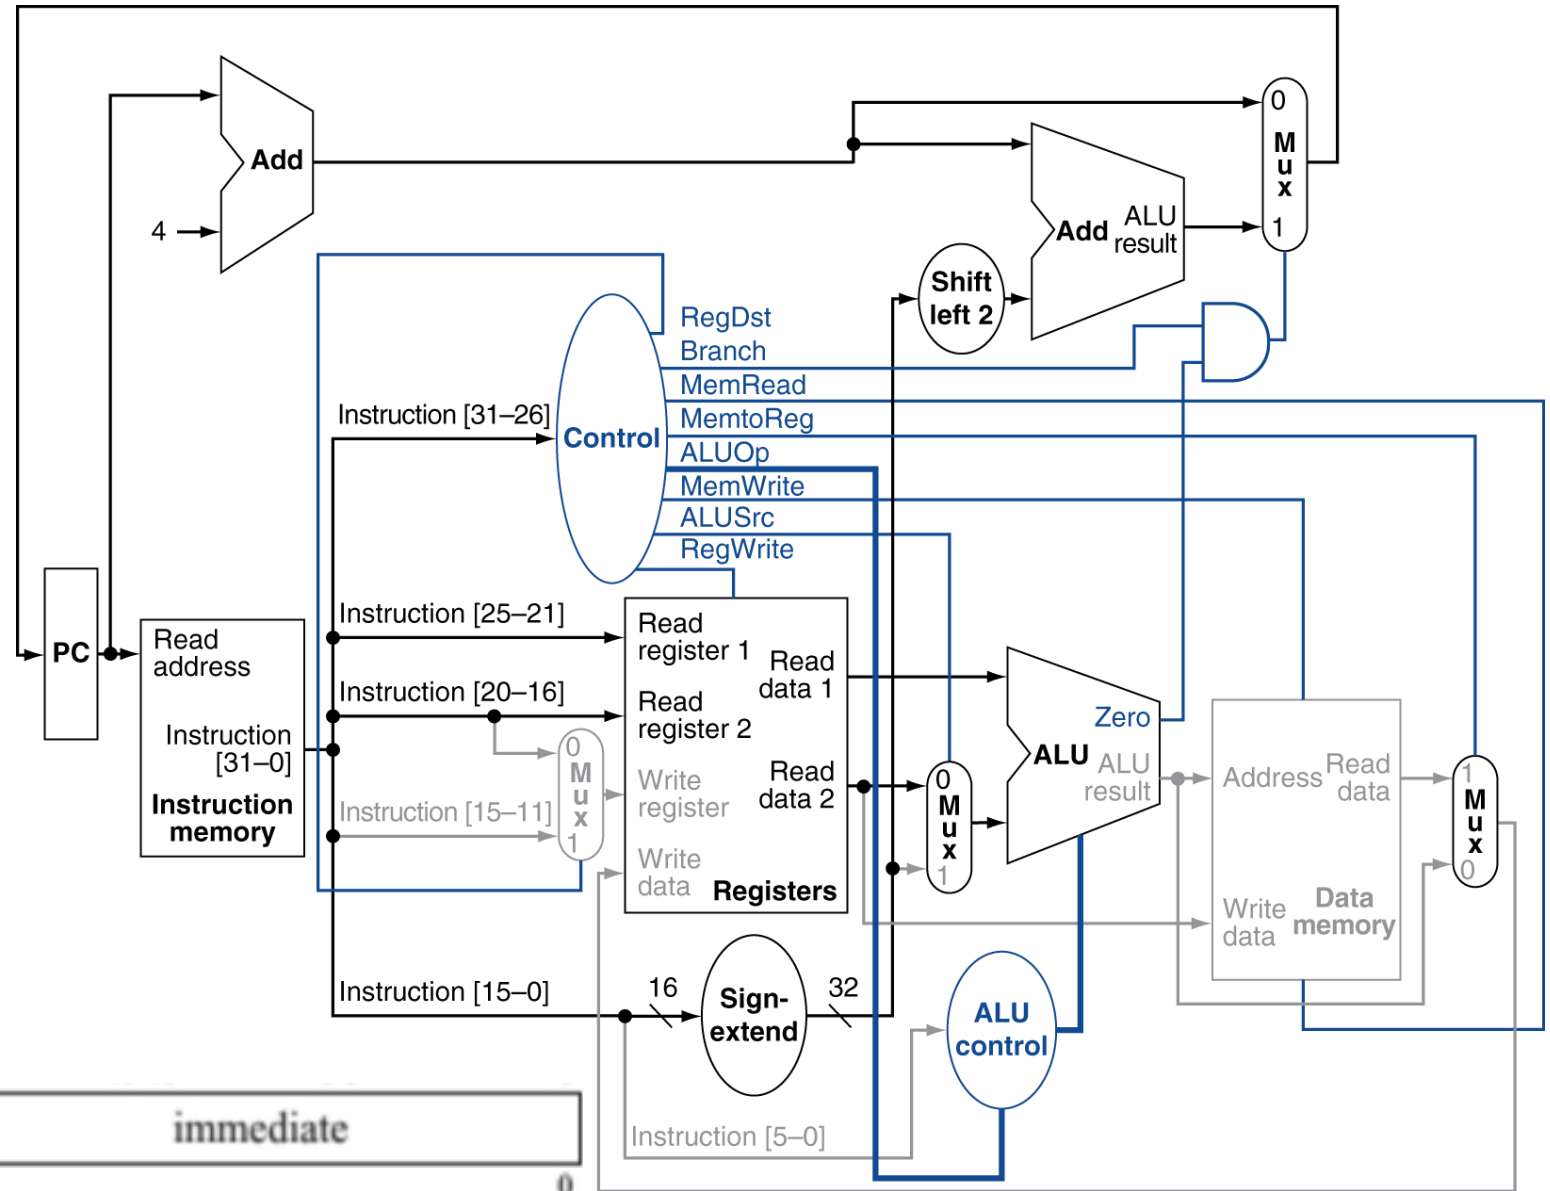 0
M
u
x
1
Add
4
Add
ALU
result
Shift
left 2
RegDst
Branch
MemRead
MemtoReg
ALUOp
MemWrite
ALUSrc
RegWrite
Instruction [31–26]
Control
PC
Read
address
Instruction
[31–0]
Instruction
memory
Instruction [25–21]
Instruction [20–16]
Instruction [15–11]
0
M
u
x
1
Read
register 1
Read
register 2
Write
register
Write
data
Read
data 1
Read
data 2
Registers
0
M
u
x
1
Zero
ALU
ALU
result
Address
Read
data
Write
data
Data
memory
1
M
u
x
0
Instruction [15–0]
16
Sign-
extend
32
ALU
control
Instruction [5–0]
immediate
0